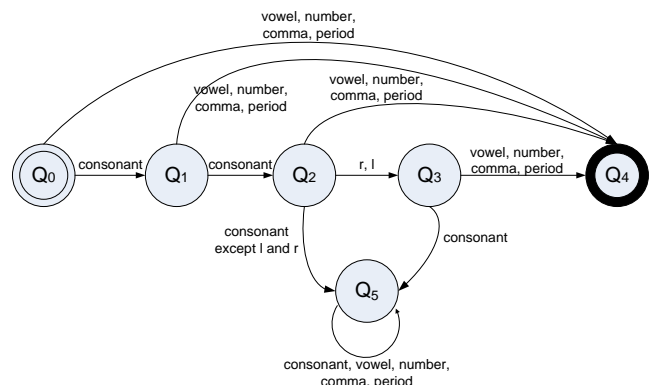 vowel, number,
comma, period
vowel, number,
comma, period
vowel, number,
comma, period
Q0
consonant
Q1
consonant
Q2
r, l
Q3
vowel, number,
comma, period
Q4
consonant
except l and r
consonant
Q5
consonant, vowel, number,
comma, period